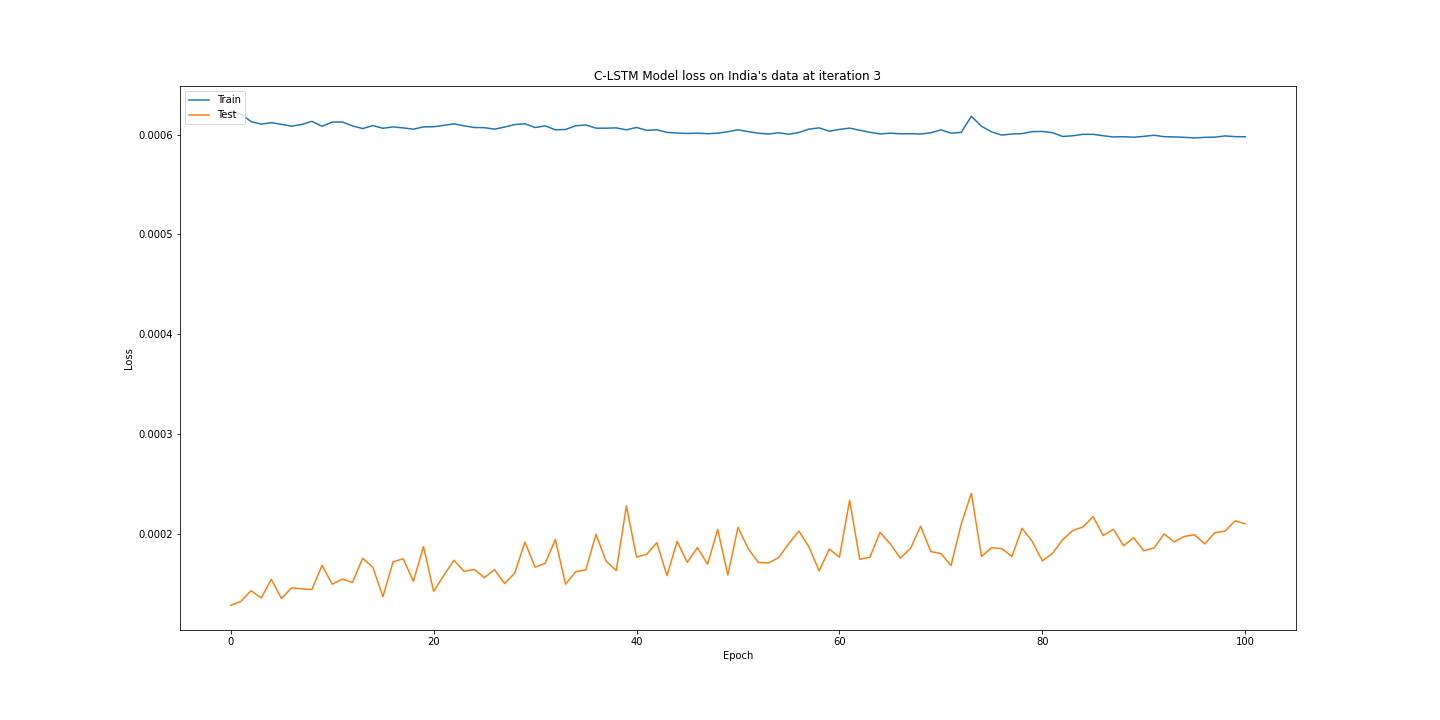 C-LSTM Model loss on India's data at iteration 3
Train
Test
0.0006
0.0005
0.0004
0.0003
0.0002
Loss
0 20 40 60 80 100
Epoch